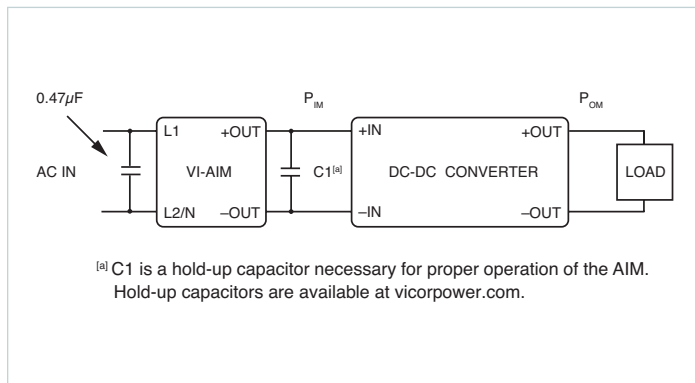 0.47µF
P_IM
P_OM
L1
+OUT
+IN
+OUT
AC IN
VI-AIM
C1[a]
DC-DC CONVERTER
LOAD
L2/N
–OUT
–IN
–OUT
[a] C1 is a hold-up capacitor necessary for proper operation of the AIM.
Hold-up capacitors are available at vicorpower.com.